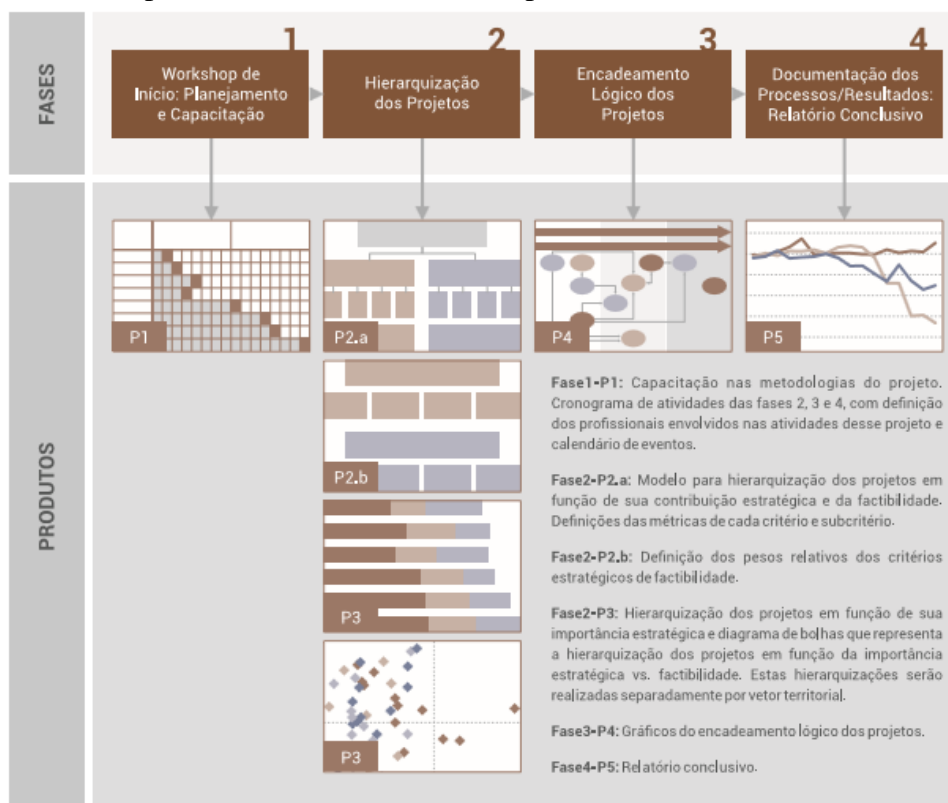 FASES
1
2
3
4
Workshop de
Início: Planejamento
e Capacitação
Hierarquização
dos Projetos
Encadeamento
Lógico dos
Projetos
Documentação dos
Processos/Resultados:
Relatório Conclusivo
PRODUTOS
P1
P2.a
P4
P5
P2.b
P3
P3
Fase1-P1: Capacitação nas metodologias do projeto.
Cronograma de atividades das fases 2, 3 e 4, com definição
dos profissionais envolvidos nas atividades desse projeto e
calendário de eventos.
Fase2-P2.a: Modelo para hierarquização dos projetos em
função de sua contribuição estratégica e da factibilidade.
Definições das métricas de cada critério e subcritério.
Fase2-P2.b: Definição dos pesos relativos dos critérios
estratégicos de factibilidade.
Fase2-P3: Hierarquização dos projetos em função de sua
importância estratégica e diagrama de bolhas que representa
a hierarquização dos projetos em função da importância
estratégica vs. factibilidade. Estas hierarquizações serão
realizadas separadamente por vetor territorial.
Fase3-P4: Gráficos do encadeamento lógico dos projetos.
Fase4-P5: Relatório conclusivo.